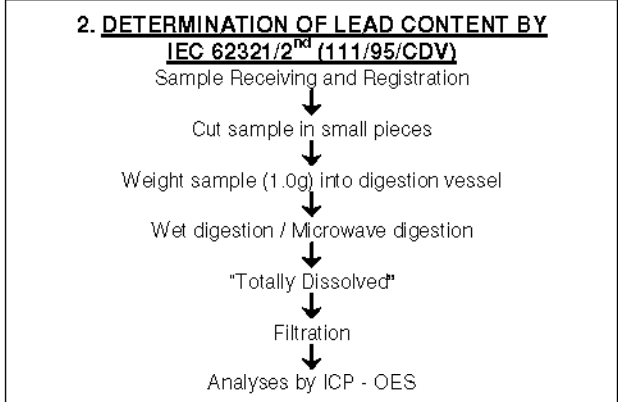 2. DETERMINATION OF LEAD CONTENT BY
IEC 62321/2nd (111/95/CDV)
Sample Receiving and Registration
Cut sample in small pieces
Weight sample (1.0g) into digestion vessel
Wet digestion / Microwave digestion
"Totally Dissolved"
Filtration
Analyses by ICP - OES